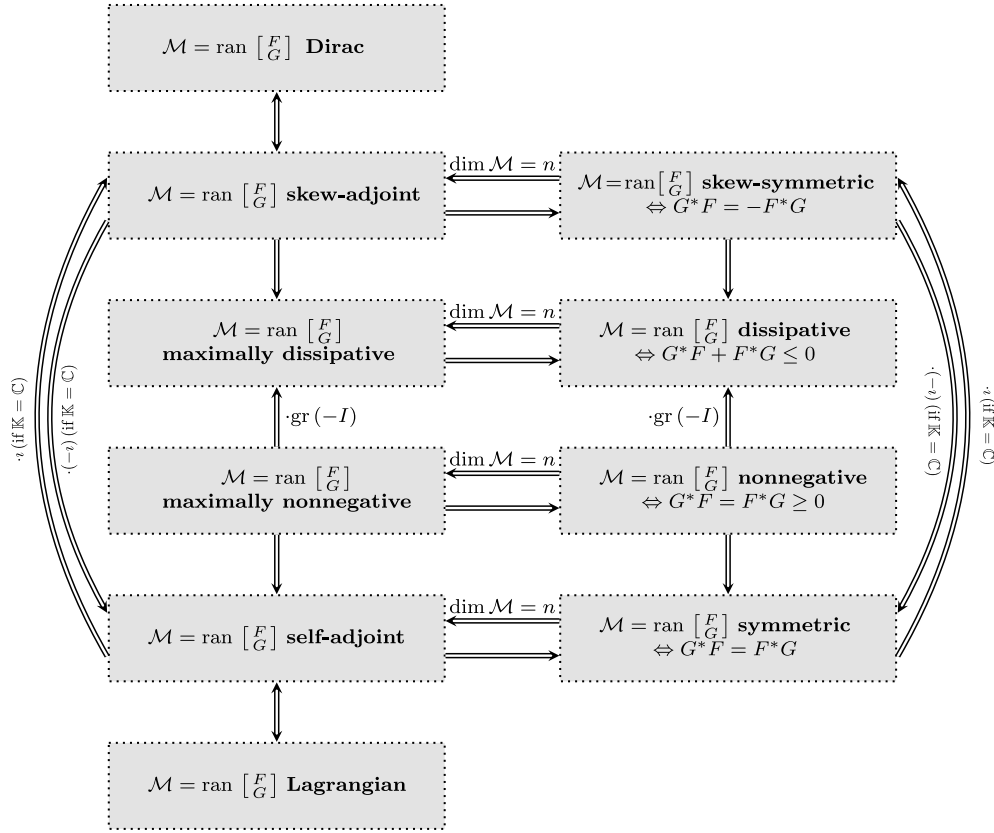 ℳ = ran [F G] Dirac
dim ℳ = n
ℳ = ran [F G] skew-adjoint
ℳ = ran[F G] skew-symmetric
⇔ G*F = −F*G
dim ℳ = n
ℳ = ran [F G]
maximally dissipative
ℳ = ran [F G] dissipative
⇔ G*F + F*G ≤ 0
·ı (if 𝕂 = ℂ)
·(−ı) (if 𝕂 = ℂ)
·gr (−I)
·gr (−I)
·(−ı) (if 𝕂 = ℂ)
·ı (if 𝕂 = ℂ)
dim ℳ = n
ℳ = ran [F G]
maximally nonnegative
ℳ = ran [F G] nonnegative
⇔ G*F = F*G ≥ 0
dim ℳ = n
ℳ = ran [F G] self-adjoint
ℳ = ran [F G] symmetric
⇔ G*F = F*G
ℳ = ran [F G] Lagrangian